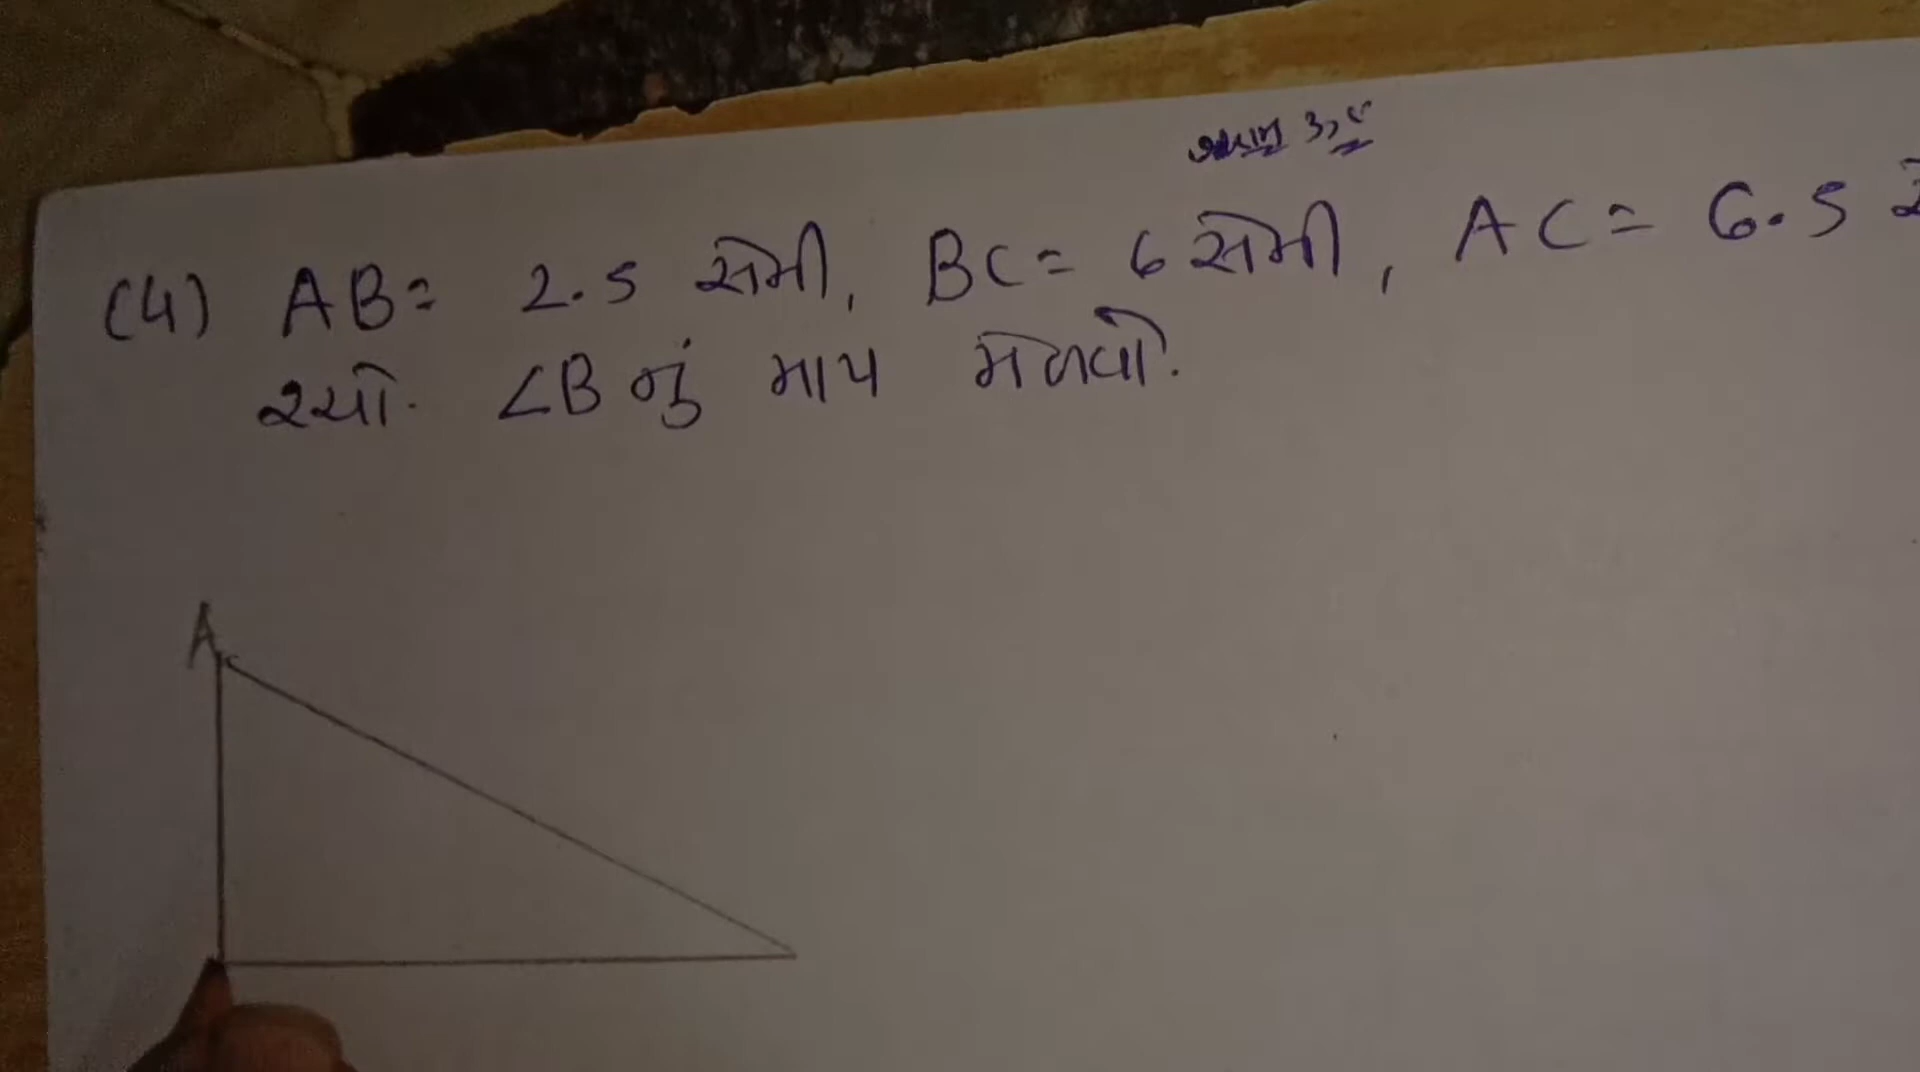 (4) AB= 2.5 સેમી, BC= 6 સેમી, AC= 6.5
રચો. ∠B નું માપ મેળવો.
A